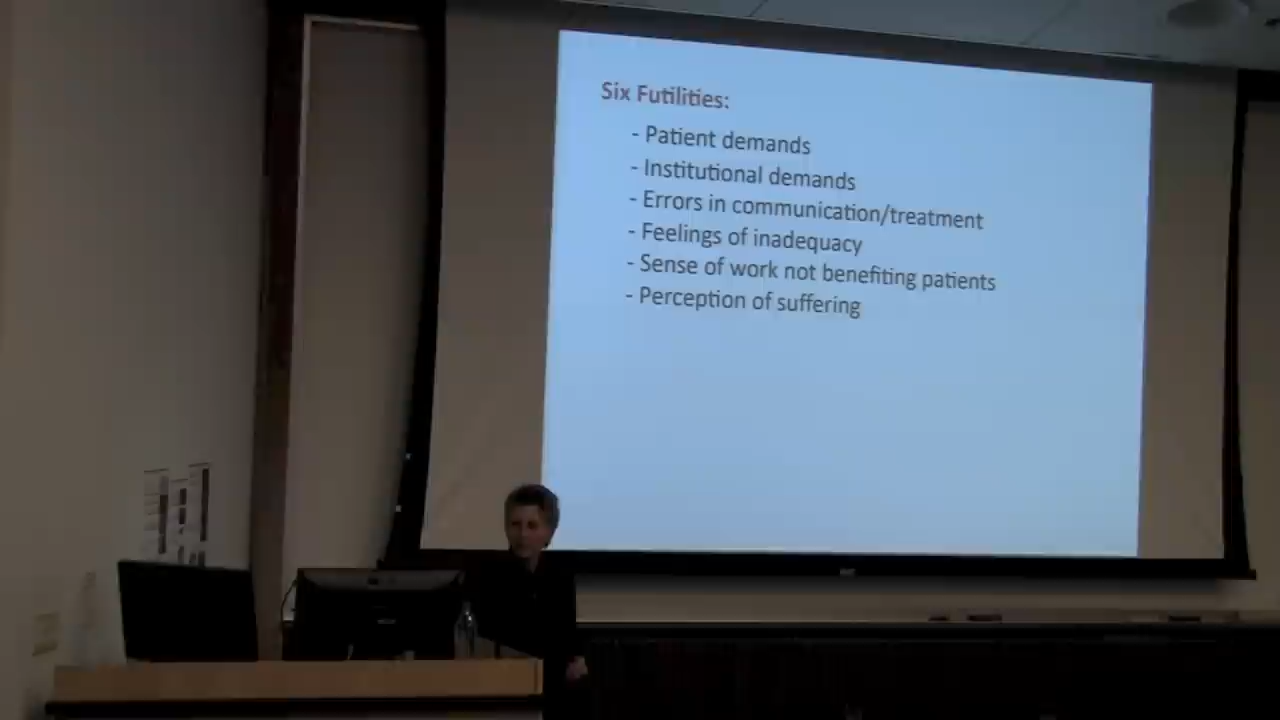 Six Futilities:
- Patient demands
- Institutional demands
- Errors in communication/treatment
- Feelings of inadequacy
- Sense of work not benefiting patients
- Perception of suffering